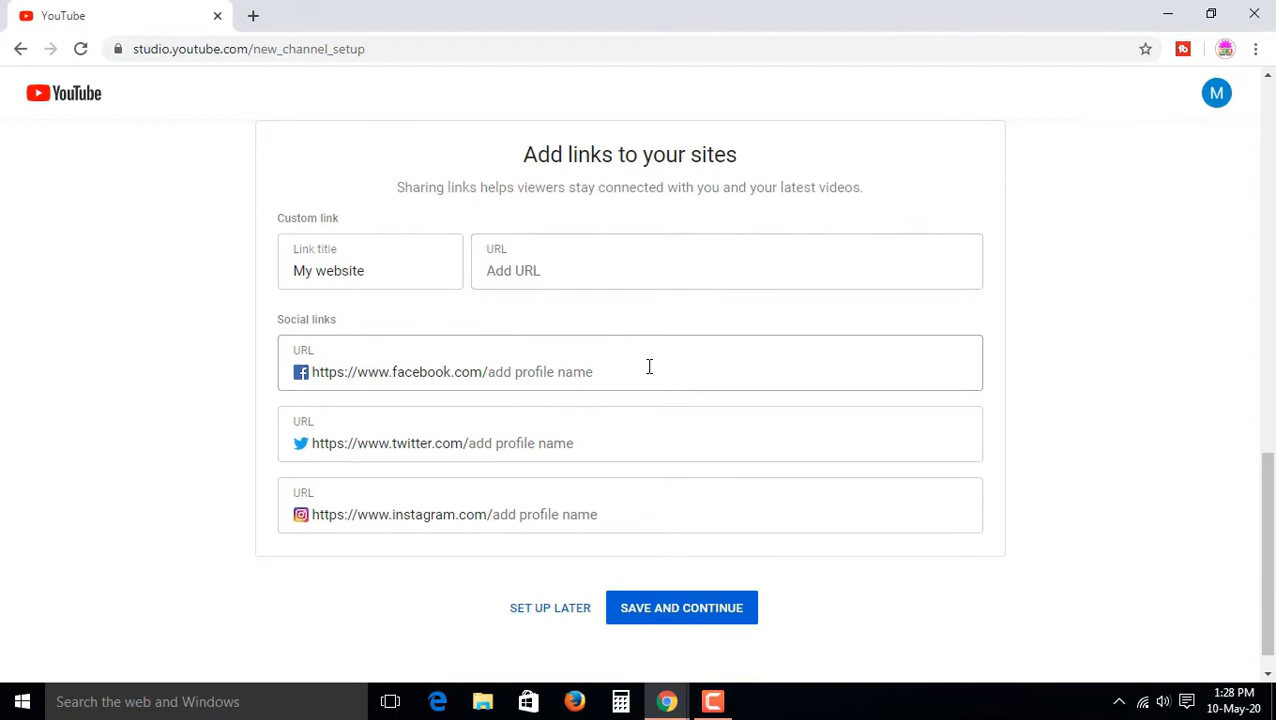 YouTube
studio.youtube.com/new_channel_setup
YouTube
M
Add links to your sites
Sharing links helps viewers stay connected with you and your latest videos.
Custom link
Link title
My website
URL
Add URL
Social links
URL
https://www.facebook.com/add profile name
URL
https://www.twitter.com/add profile name
URL
https://www.instagram.com/add profile name
SET UP LATER
SAVE AND CONTINUE
Search the web and Windows
1:28 PM
10-May-20